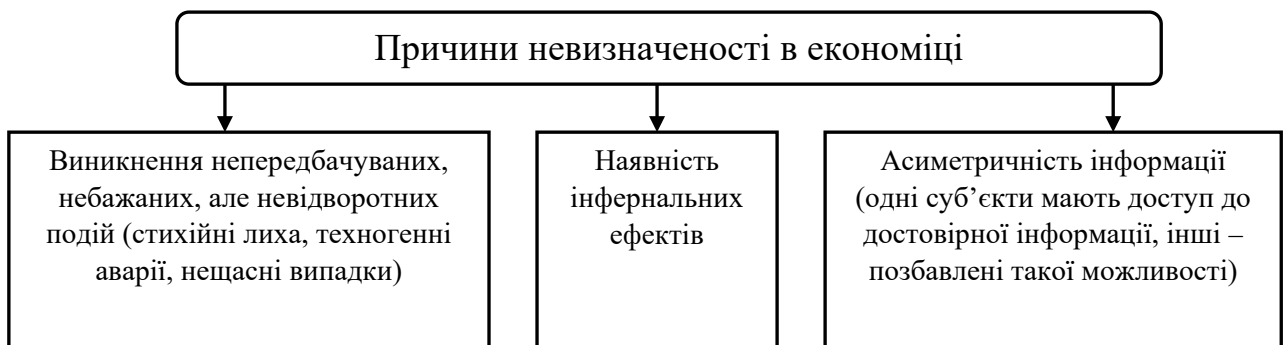 Причини невизначеності в економіці
Виникнення непередбачуваних,
небажаних, але невідворотних
подій (стихійні лиха, техногенні
аварії, нещасні випадки)
Наявність
інфернальних
ефектів
Асиметричність інформації
(одні суб’єкти мають доступ до
достовірної інформації, інші –
позбавлені такої можливості)